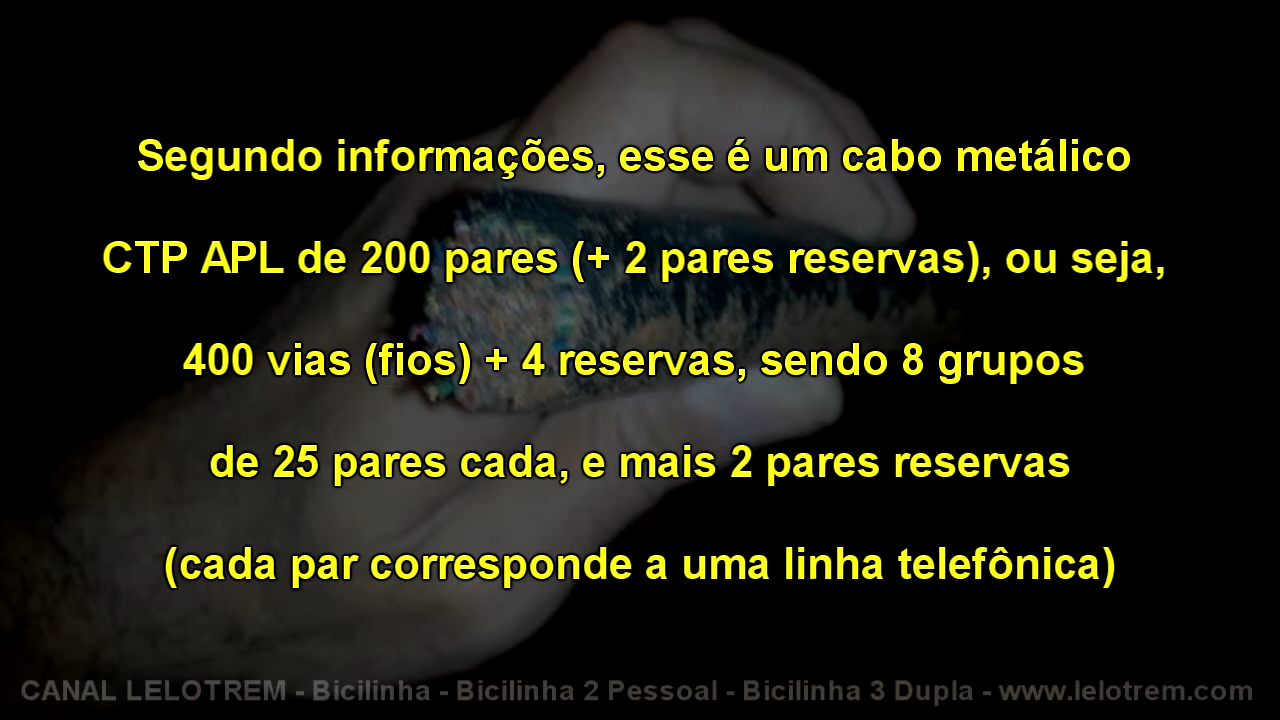 Segundo informações, esse é um cabo metálico
CTP APL de 200 pares (+ 2 pares reservas), ou seja,
400 vias (fios) + 4 reservas, sendo 8 grupos
de 25 pares cada, e mais 2 pares reservas
(cada par corresponde a uma linha telefônica)
CANAL LELOTREM - Bicilinha - Bicilinha 2 Pessoal - Bicilinha 3 Dupla - www.lelotrem.com